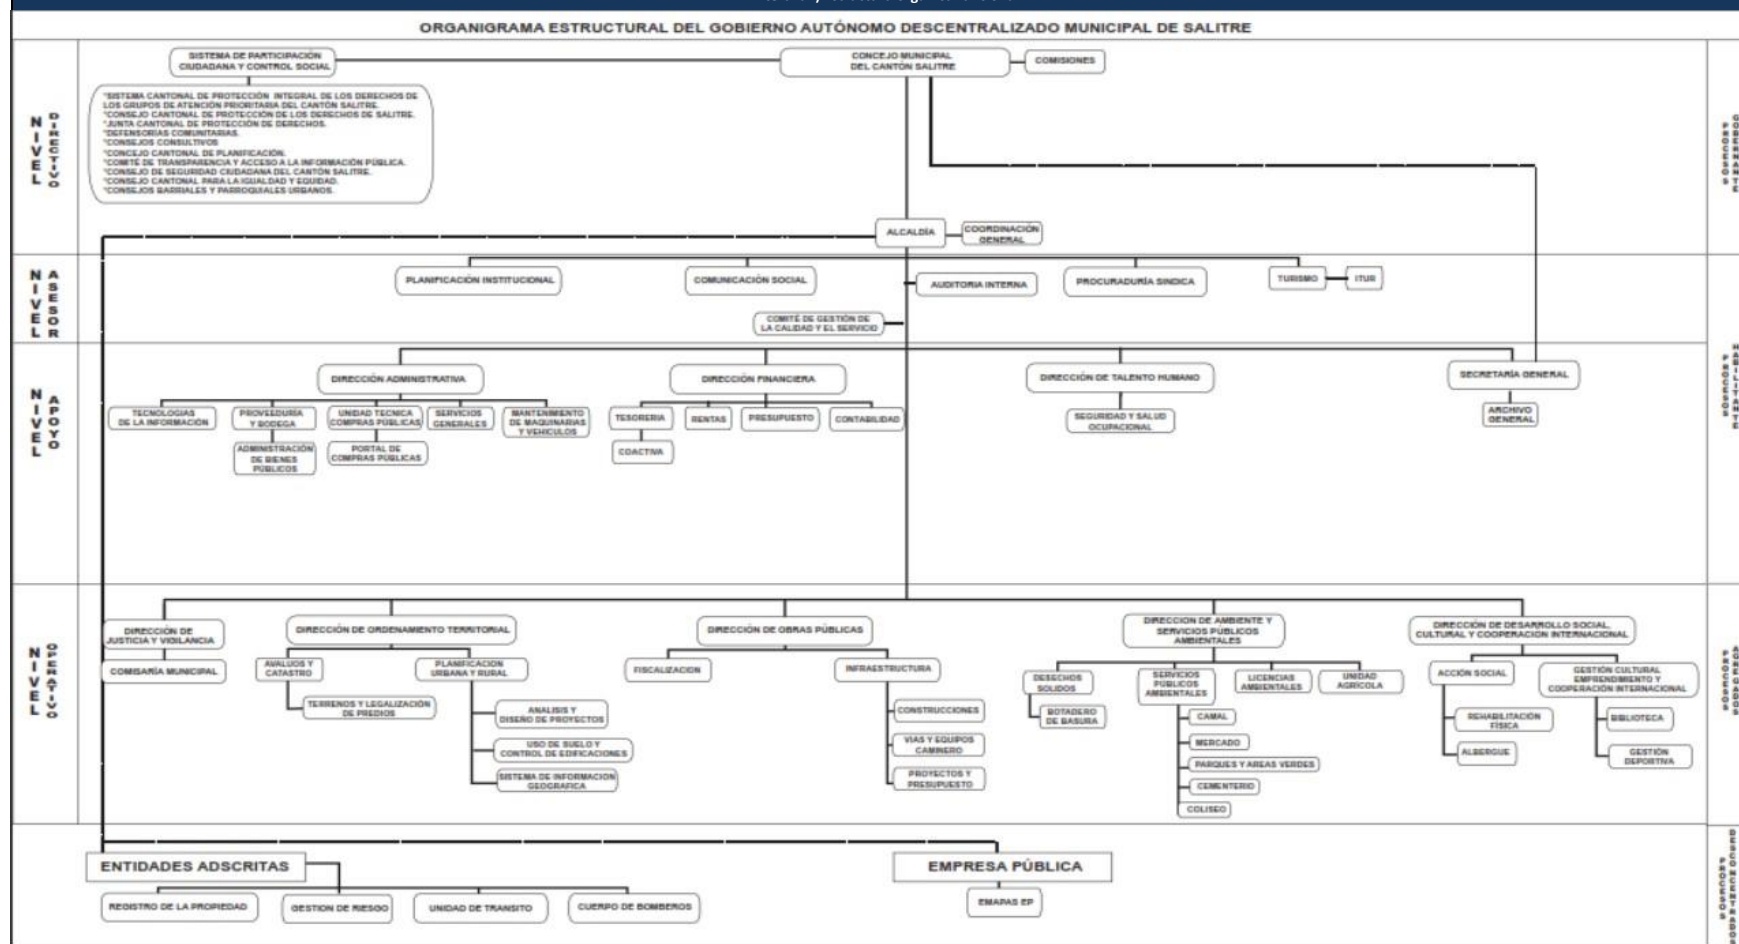 ORGANIGRAMA ESTRUCTURAL DEL GOBIERNO AUTÓNOMO DESCENTRALIZADO MUNICIPAL DE SALITRE
SISTEMA DE PARTICIPACIÓN
CIUDADANA Y CONTROL SOCIAL
CONCEJO MUNICIPAL
DEL CANTÓN SALITRE
COMISIONES
NIVEL
DIRECTIVO
*SISTEMA CANTONAL DE PROTECCIÓN INTEGRAL DE LOS DERECHOS DE
LOS GRUPOS DE ATENCIÓN PRIORITARIA DEL CANTÓN SALITRE.
*CONSEJO CANTONAL DE PROTECCIÓN DE LOS DERECHOS DE SALITRE.
*JUNTA CANTONAL DE PROTECCIÓN DE DERECHOS.
*DEFENSORÍAS COMUNITARIAS.
*CONSEJOS CONSULTIVOS
*CONCEJO CANTONAL DE PLANIFICACIÓN.
*COMITÉ DE TRANSPARENCIA Y ACCESO A LA INFORMACIÓN PÚBLICA.
*CONSEJO DE SEGURIDAD CIUDADANA DEL CANTÓN SALITRE.
*CONSEJO CANTONAL PARA LA IGUALDAD Y EQUIDAD.
*CONSEJOS BARRIALES Y PARROQUIALES URBANOS.
PROCESOS
GOBERNANTE
ALCALDÍA
COORDINACIÓN
GENERAL
NIVEL
ASESOR
PLANIFICACIÓN INSTITUCIONAL
COMUNICACIÓN SOCIAL
AUDITORIA INTERNA
PROCURADURÍA SINDICA
TURISMO
ITUR
COMITÉ DE GESTIÓN DE
LA CALIDAD Y EL SERVICIO
NIVEL
APOYO
DIRECCIÓN ADMINISTRATIVA
DIRECCIÓN FINANCIERA
DIRECCIÓN DE TALENTO HUMANO
SECRETARÍA GENERAL
PROCESOS
HABILITANTE
TECNOLOGIAS
DE LA INFORMACIÓN
PROVEEDURÍA
Y BODEGA
UNIDAD TECNICA
COMPRAS PÚBLICAS
SERVICIOS
GENERALES
MANTENIMIENTO
DE MAQUINARIAS
Y VEHICULOS
TESORERIA
RENTAS
PRESUPUESTO
CONTABILIDAD
SEGURIDAD Y SALUD
OCUPACIONAL
ARCHIVO
GENERAL
ADMINISTRACIÓN
DE BIENES
PÚBLICOS
PORTAL DE
COMPRAS PÚBLICAS
COACTIVA
NIVEL
OPERATIVO
DIRECCIÓN DE
JUSTICIA Y VIGILANCIA
DIRECCIÓN DE ORDENAMIENTO TERRITORIAL
DIRECCIÓN DE OBRAS PÚBLICAS
DIRECCION DE AMBIENTE Y
SERVICIOS PÚBLICOS
AMBIENTALES
DIRECCIÓN DE DESARROLLO SOCIAL,
CULTURAL Y COOPERACION INTERNACIONAL
PROCESOS
AGREGADOS
COMISARÍA MUNICIPAL
AVALUOS Y
CATASTRO
PLANIFICACION
URBANA Y RURAL
FISCALIZACION
INFRAESTRUCTURA
DESECHOS
SOLIDOS
SERVICIOS
PÚBLICOS
AMBIENTALES
LICENCIAS
AMBIENTALES
UNIDAD
AGRÍCOLA
ACCIÓN SOCIAL
GESTIÓN CULTURAL
EMPRENDIMIENTO Y
COOPERACIÓN INTERNACIONAL
TERRENOS Y LEGALIZACIÓN
DE PREDIOS
ANALISIS Y
DISEÑO DE PROYECTOS
USO DE SUELO Y
CONTROL DE EDIFICACIONES
SISTEMA DE INFORMACION
GEOGRAFICA
CONSTRUCCIONES
VIAS Y EQUIPOS
CAMINERO
PROYECTOS Y
PRESUPUESTO
BOTADERO
DE BASURA
CAMAL
MERCADO
PARQUES Y AREAS VERDES
CEMENTERIO
COLISEO
REHABILITACIÓN
FÍSICA
ALBERGUE
BIBLIOTECA
GESTIÓN
DEPORTIVA
ENTIDADES ADSCRITAS
EMPRESA PÚBLICA
PROCESOS
DESCONCENTRADOS
REGISTRO DE LA PROPIEDAD
GESTION DE RIESGO
UNIDAD DE TRANSITO
CUERPO DE BOMBEROS
EMAPAS EP